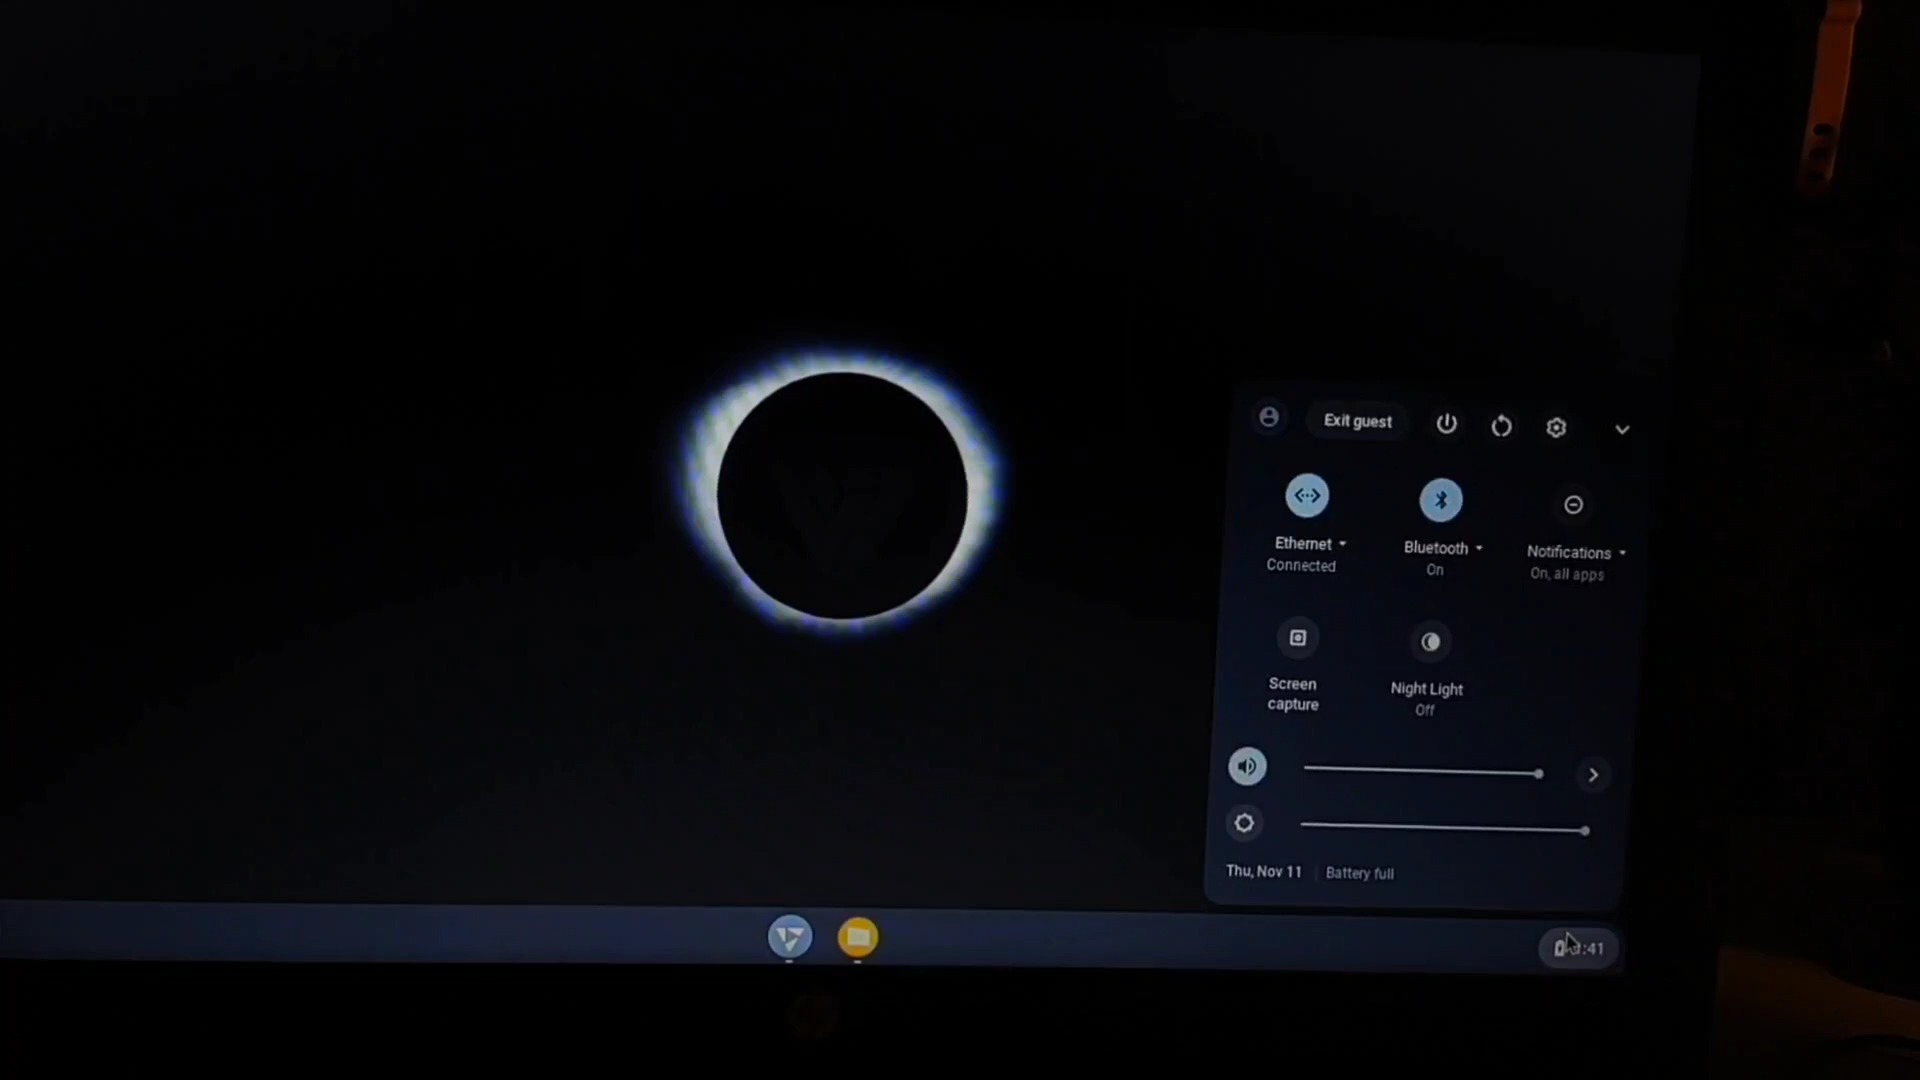 Exit guest
Ethernet
Connected
Bluetooth
On
Notifications
On, all apps
Screen
capture
Night Light
Off
Thu, Nov 11
Battery full
:41